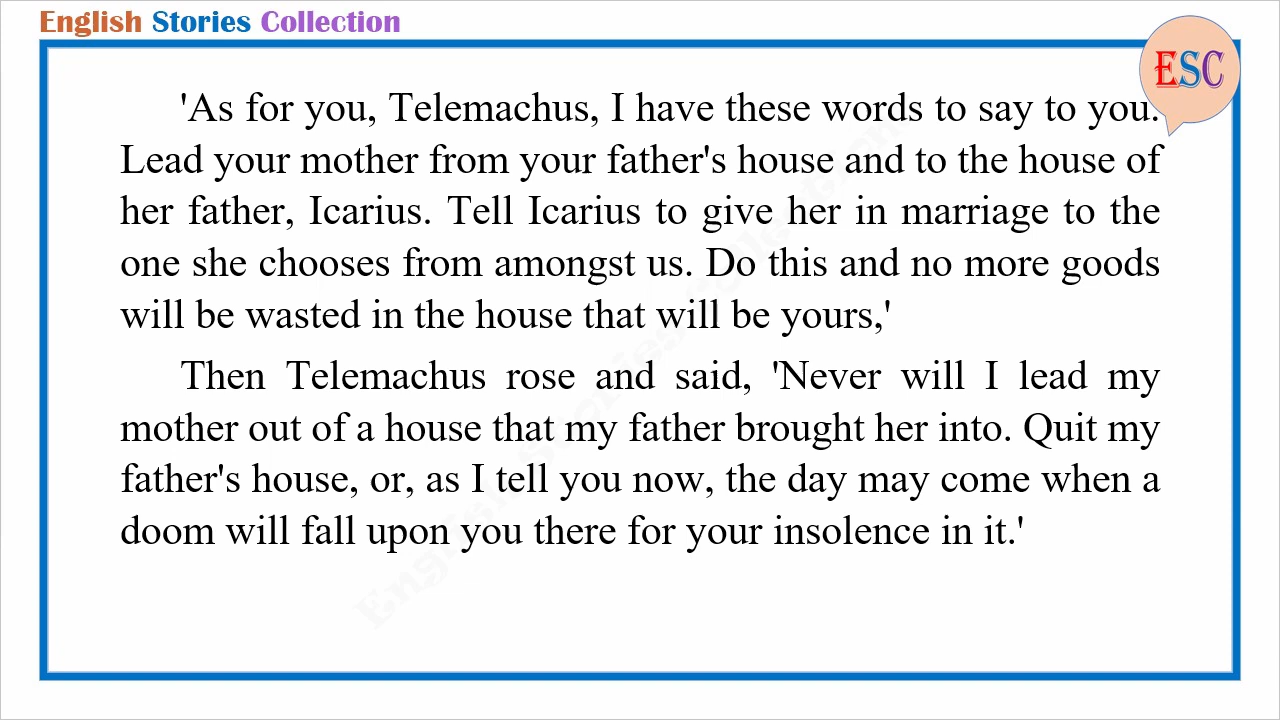 English Stories Collection
ESC
'As for you, Telemachus, I have these words to say to you.
Lead your mother from your father's house and to the house of
her father, Icarius. Tell Icarius to give her in marriage to the
one she chooses from amongst us. Do this and no more goods
will be wasted in the house that will be yours,'
Then Telemachus rose and said, 'Never will I lead my
mother out of a house that my father brought her into. Quit my
father's house, or, as I tell you now, the day may come when a
doom will fall upon you there for your insolence in it.'
English Stories Collection